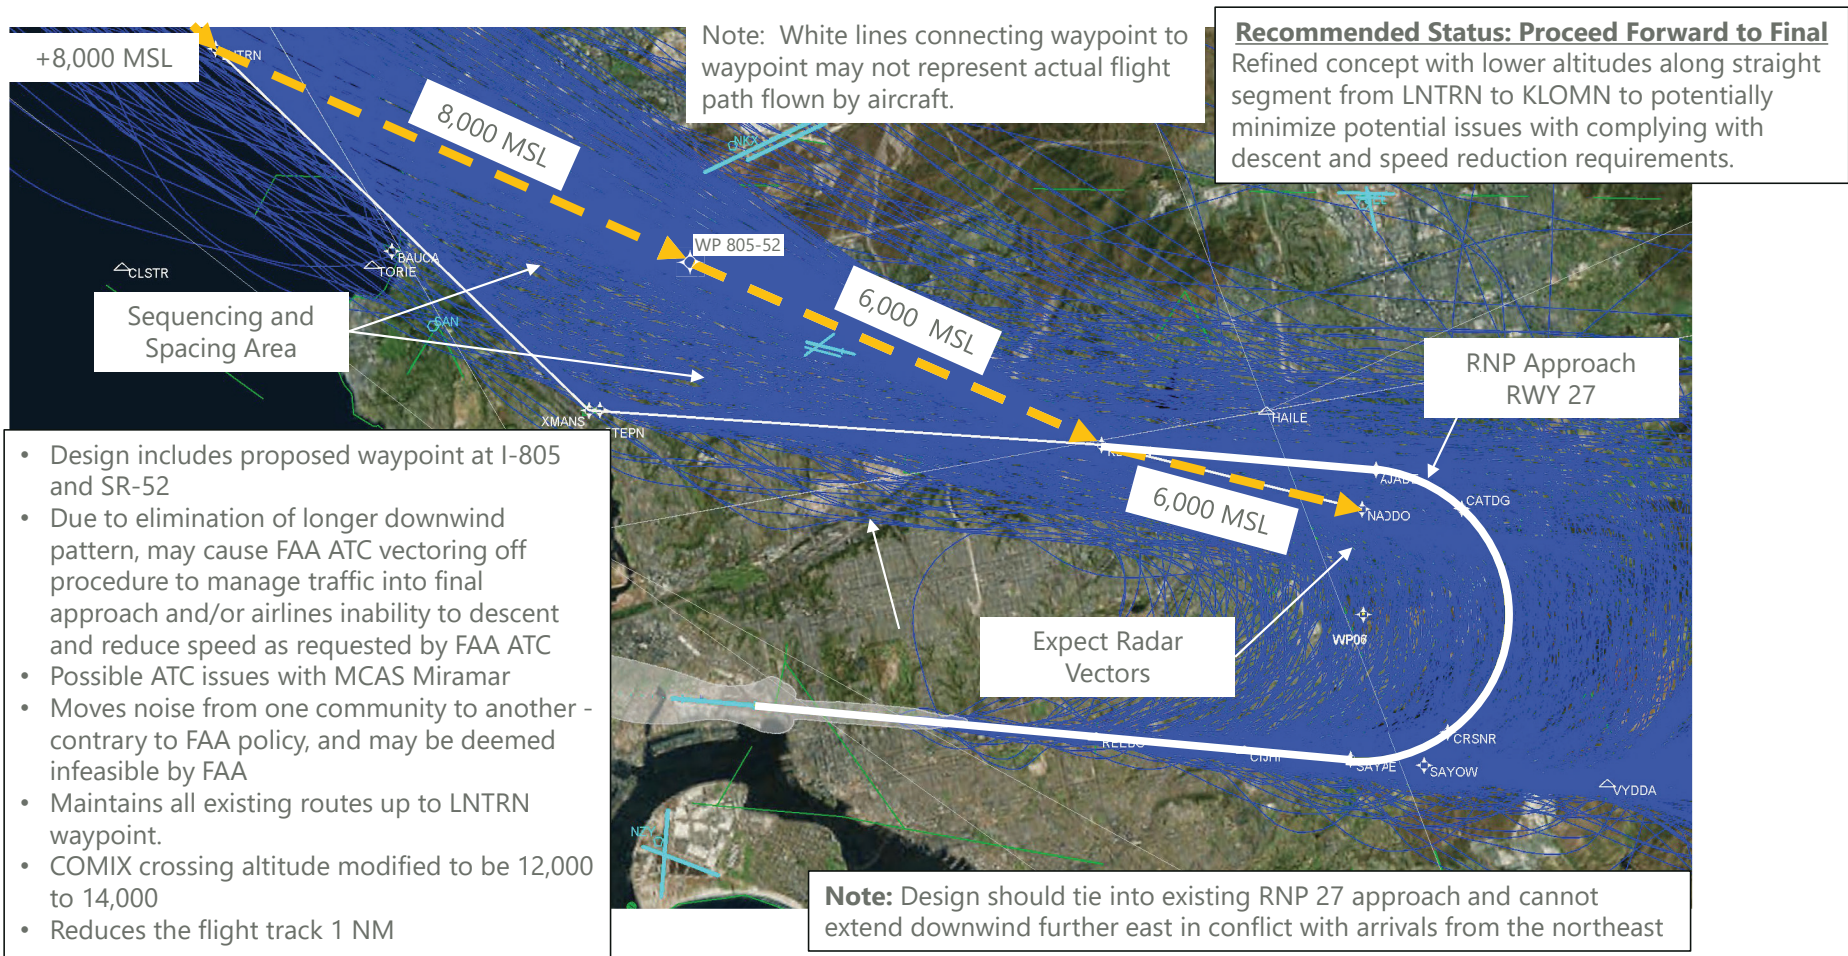 +8,000 MSL
LNTRN
8,000 MSL
Note: White lines connecting waypoint to
waypoint may not represent actual flight
path flown by aircraft.
Recommended Status: Proceed Forward to Final
Refined concept with lower altitudes along straight
segment from LNTRN to KLOMN to potentially
minimize potential issues with complying with
descent and speed reduction requirements.
NKX
WP 805-52
BAUCA
TORIE
CLSTR
SAN
Sequencing and
Spacing Area
6,000 MSL
RNP Approach
RWY 27
HAILE
XMANS
TEPN
CATDG
NADDO
6,000 MSL
WP06
Expect Radar
Vectors
CRSNR
SAYOW
VYDDA
NZY
• Design includes proposed waypoint at I-805
and SR-52
• Due to elimination of longer downwind
pattern, may cause FAA ATC vectoring off
procedure to manage traffic into final
approach and/or airlines inability to descent
and reduce speed as requested by FAA ATC
• Possible ATC issues with MCAS Miramar
• Moves noise from one community to another -
contrary to FAA policy, and may be deemed
infeasible by FAA
• Maintains all existing routes up to LNTRN
waypoint.
• COMIX crossing altitude modified to be 12,000
to 14,000
• Reduces the flight track 1 NM
Note: Design should tie into existing RNP 27 approach and cannot
extend downwind further east in conflict with arrivals from the northeast